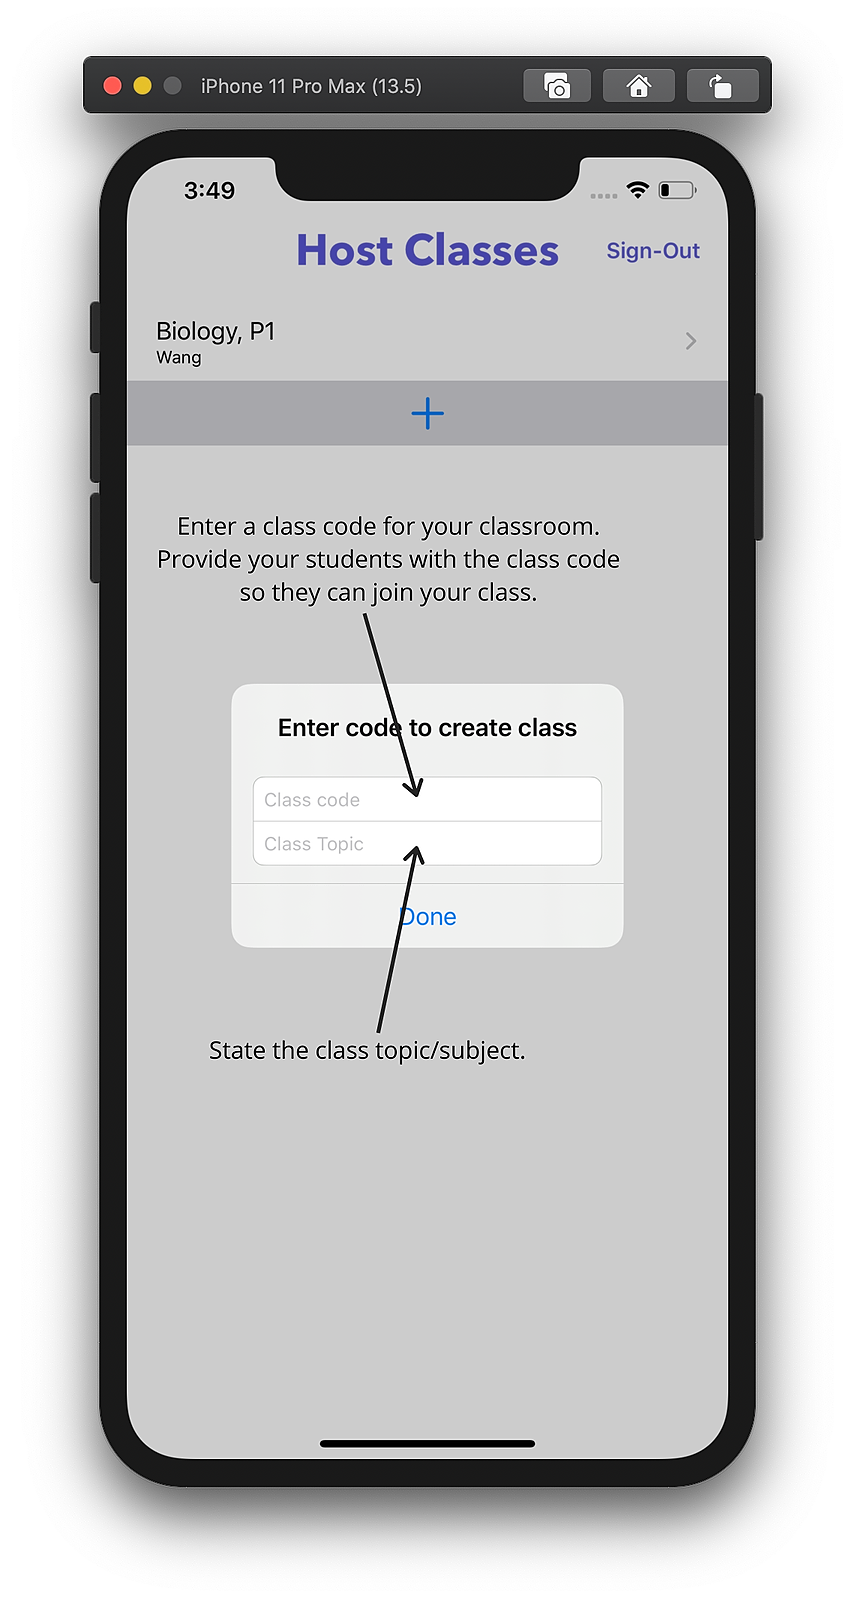 iPhone 11 Pro Max (13.5)
3:49
Host Classes
Sign-Out
Biology, P1
Wang
Enter a class code for your classroom.
Provide your students with the class code
so they can join your class.
Enter code to create class
Class code
Class Topic
Done
State the class topic/subject.